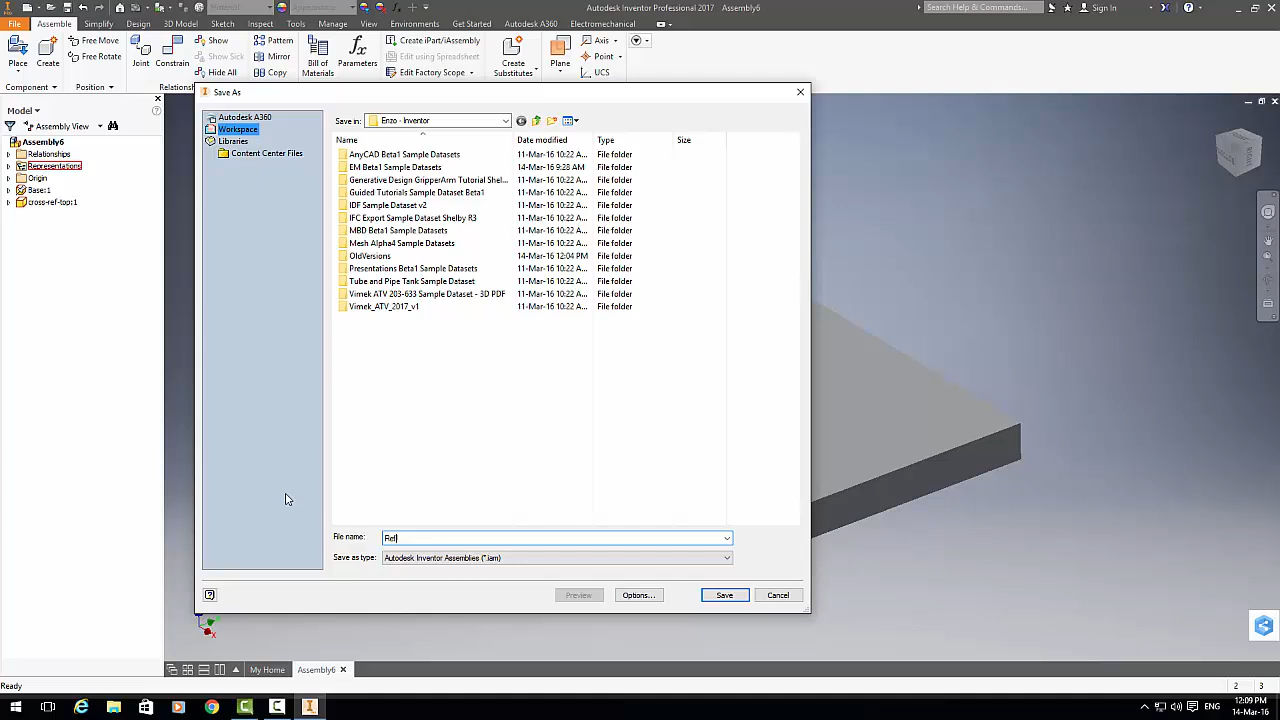 Material
Appearance
Autodesk Inventor Professional 2017 Assembly6
Search Help & Commands...
Sign In
File Assemble Simplify Design 3D Model Sketch Inspect Tools Manage View Environments Get Started Autodesk A360 Electromechanical
Place Create Free Move Free Rotate Joint Constrain Show Show Sick Hide All Pattern Mirror Copy Bill of Materials Parameters Create iPart/iAssembly Edit using Spreadsheet Edit Factory Scope Create Substitutes Plane Axis Point UCS
Component Position Relationsh
Model
Assembly View
Assembly6
Relationships
Representations
Origin
Base:1
cross-ref-top:1
Save As
Autodesk A360
Workspace
Libraries
Content Center Files
Save in: Enzo - Inventor
Name Date modified Type Size
AnyCAD Beta1 Sample Datasets 11-Mar-16 10:22 A... File folder
EM Beta1 Sample Datasets 14-Mar-16 9:28 AM File folder
Generative Design GripperArm Tutorial Shel... 11-Mar-16 10:22 A... File folder
Guided Tutorials Sample Dataset Beta1 11-Mar-16 10:22 A... File folder
IDF Sample Dataset v2 11-Mar-16 10:22 A... File folder
IFC Export Sample Dataset Shelby R3 11-Mar-16 10:22 A... File folder
MBD Beta1 Sample Datasets 11-Mar-16 10:22 A... File folder
Mesh Alpha4 Sample Datasets 11-Mar-16 10:22 A... File folder
OldVersions 14-Mar-16 12:04 PM File folder
Presentations Beta1 Sample Datasets 11-Mar-16 10:22 A... File folder
Tube and Pipe Tank Sample Dataset 11-Mar-16 10:22 A... File folder
Vimek ATV 203-633 Sample Dataset - 3D PDF 11-Mar-16 10:22 A... File folder
Vimek_ATV_2017_v1 11-Mar-16 10:22 A... File folder
File name: Ref
Save as type: Autodesk Inventor Assemblies (*.iam)
Preview Options... Save Cancel
X
My Home Assembly6
Ready 2 3
ENG 12:09 PM
14-Mar-16